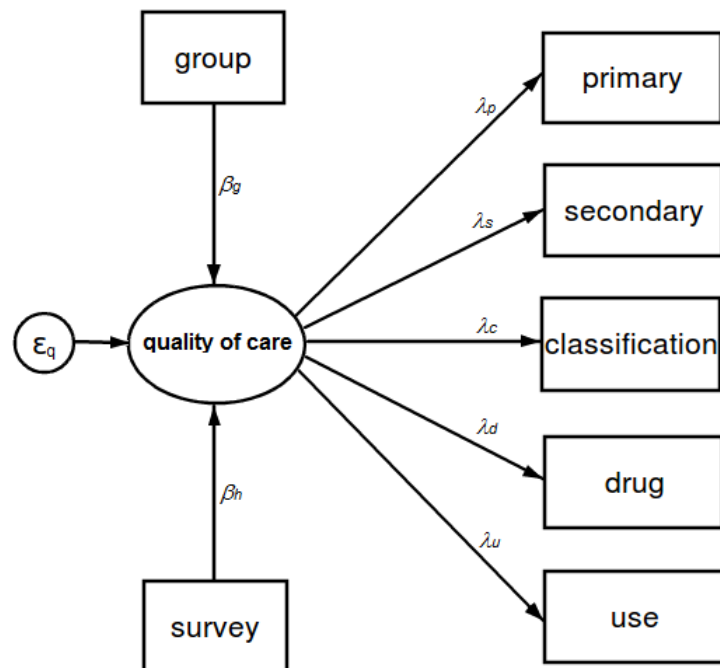 group
primary
λp
βg
secondary
λs
εq
quality of care
λc
classification
λd
drug
βh
λu
survey
use